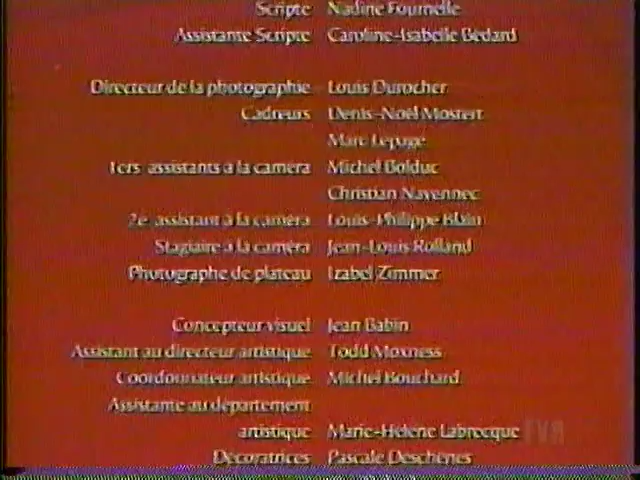 Scripte Nadine Fournelle
Assistante Scripte Caroline-Isabelle Bédard
Directeur de la photographie Louis Durocher
Cadreurs Denis-Noël Mostert
Marc Lepage
1ers assistants à la caméra Michel Bolduc
Christian Navennec
2e assistant à la caméra Louis-Philippe Blain
Stagiaire à la caméra Jean-Louis Rolland
Photographe de plateau Izabel Zimmer
Concepteur visuel Jean Babin
Assistant au directeur artistique Todd Moxness
Coordonnateur artistique Michel Bouchard
Assistante au département
artistique Marie-Hélène Labrecque
Décoratrices Pascale Deschênes